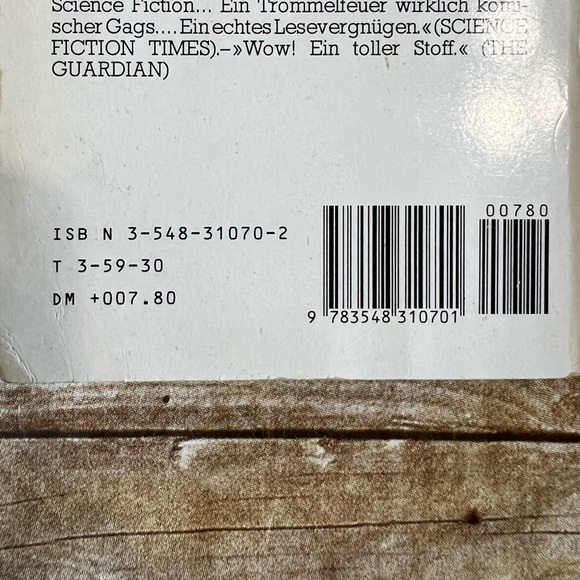 Science Fiction... Ein Trommelfeuer wirklich komi-
scher Gags.... Ein echtes Lesevergnügen.« (SCIENCE
FICTION TIMES).–»Wow! Ein toller Stoff.« (THE
GUARDIAN)
00780
ISB N 3-548-31070-2
T 3-59-30
DM +007.80
9 783548 310701